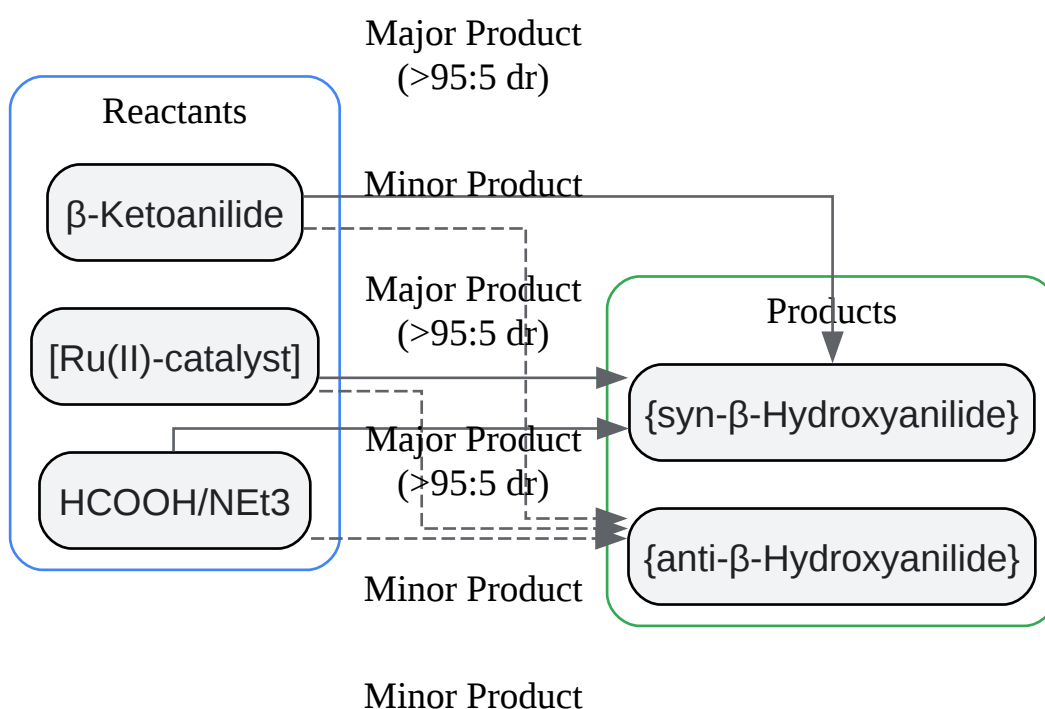 Major Product
(>95:5 dr)
Reactants
Minor Product
β-Ketoanilide
Major Product
(>95:5 dr)
Products
[Ru(II)-catalyst]
{syn-β-Hydroxyanilide}
Major Product
(>95:5 dr)
HCOOH/NEt3
{anti-β-Hydroxyanilide}
Minor Product
Minor Product